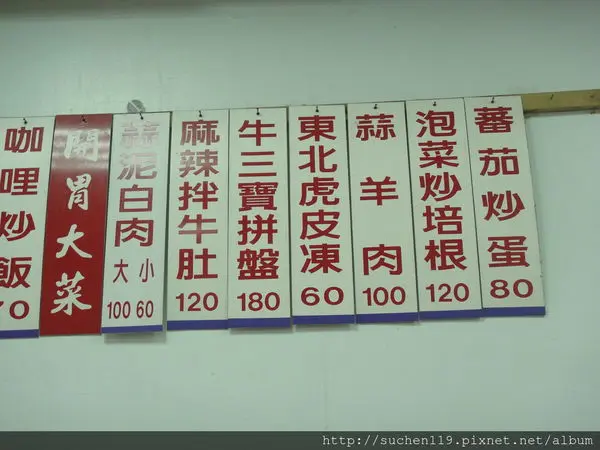 咖哩炒飯
70
開胃大菜
蒜泥白肉
大 小
100 60
麻辣拌牛肚
120
牛三寶拼盤
180
東北虎皮凍
60
蒜羊肉
100
泡菜炒培根
120
蕃茄炒蛋
80
http://suchen119.pixnet.net/album